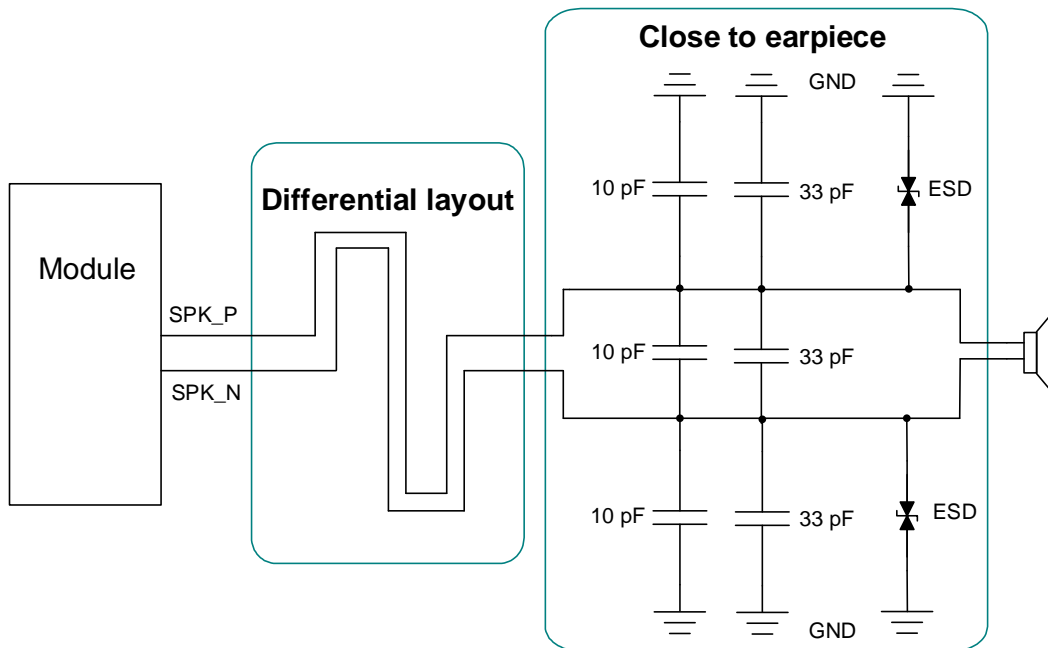 Close to earpiece
GND
10 pF
33 pF
ESD
Differential layout
Module
SPK_P
SPK_N
10 pF
33 pF
10 pF
33 pF
ESD
GND